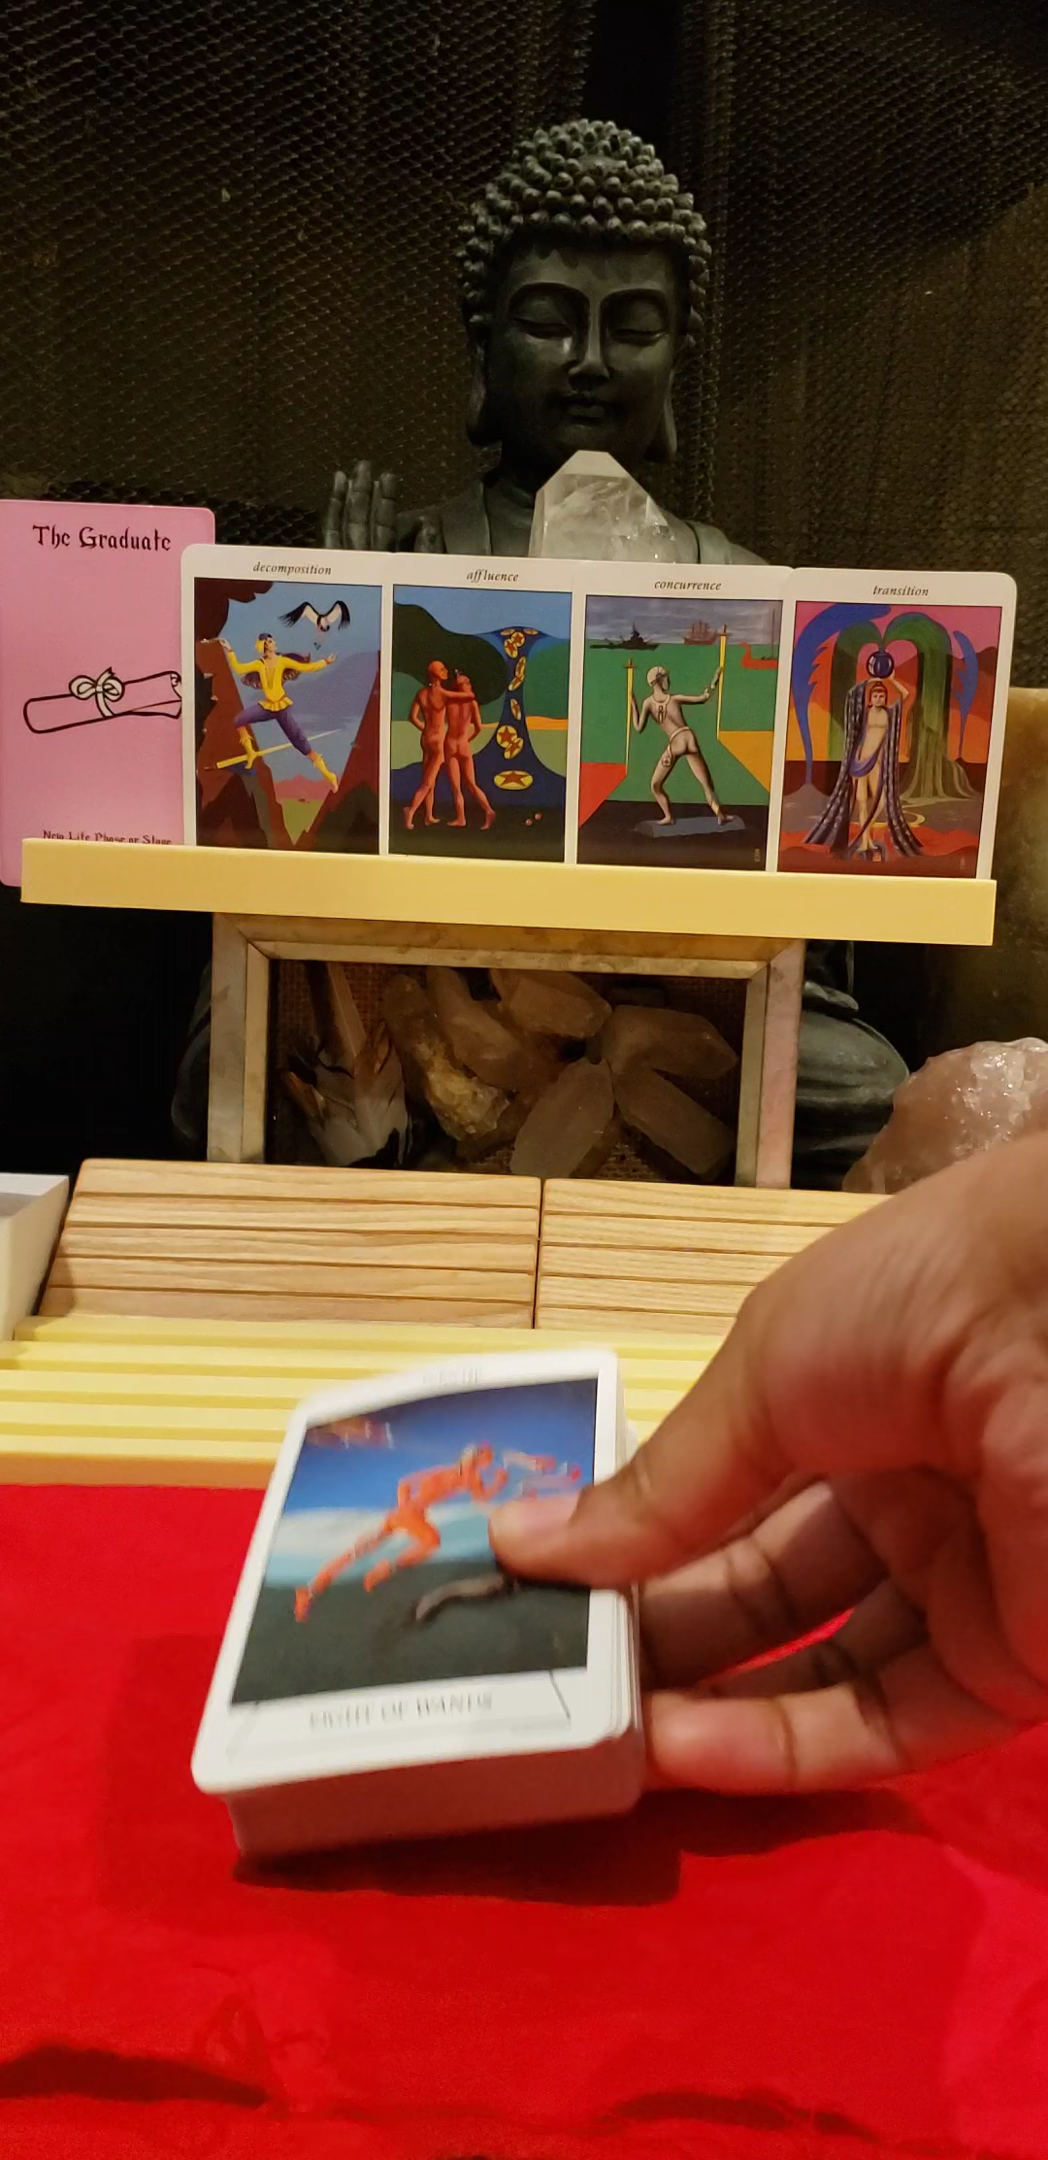 The Graduate
decomposition
affluence
concurrence
transition
New Life Phase or Stage
EIGHT OF WANDS